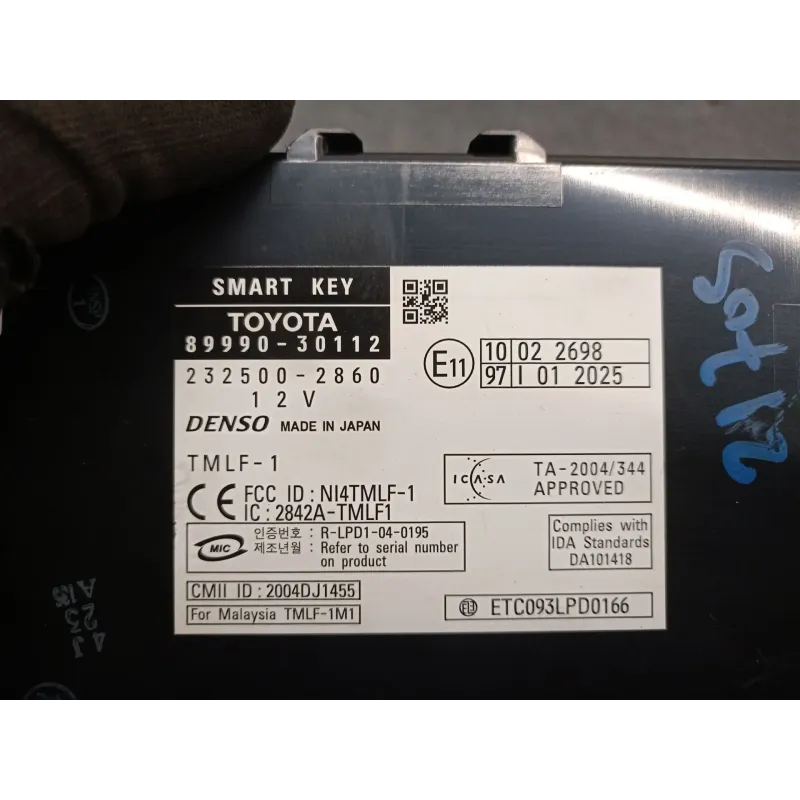 SMART KEY
TOYOTA
89990-30112
232500-2860
12V
DENSO MADE IN JAPAN
TMLF-1
CE FCC ID : NI4TMLF-1
IC : 2842A-TMLF1
MIC 인증번호 : R-LPD1-04-0195
제조년월 : Refer to serial number
on product
CMII ID : 2004DJ1455
For Malaysia TMLF-1M1
E11
10 02 2698
97 I 01 2025
ICASA TA-2004/344
APPROVED
Complies with
IDA Standards
DA101418
ETC093LPD0166
4J
23